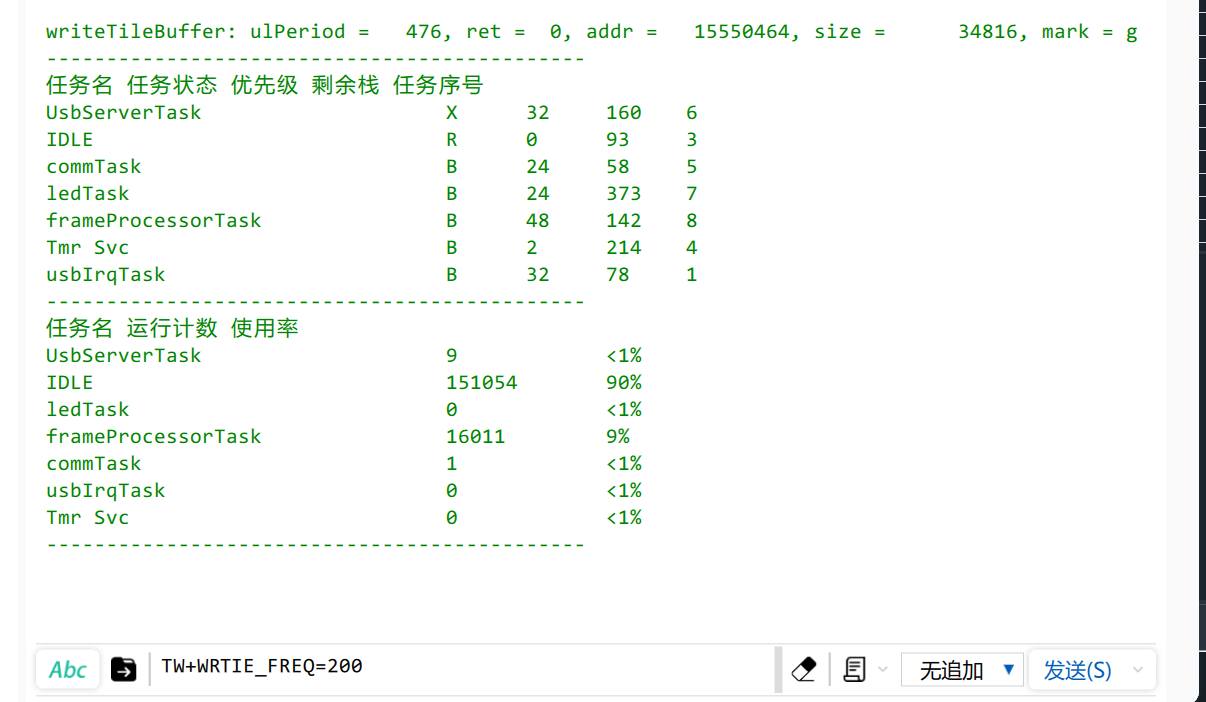 writeTileBuffer: ulPeriod =   476, ret =  0, addr =   15550464, size =      34816, mark = g
---------------------------------------------
任务名 任务状态 优先级 剩余栈 任务序号
UsbServerTask X 32 160 6
IDLE R 0 93 3
commTask B 24 58 5
ledTask B 24 373 7
frameProcessorTask B 48 142 8
Tmr Svc B 2 214 4
usbIrqTask B 32 78 1
---------------------------------------------
任务名 运行计数 使用率
UsbServerTask 9 <1%
IDLE 151054 90%
ledTask 0 <1%
frameProcessorTask 16011 9%
commTask 1 <1%
usbIrqTask 0 <1%
Tmr Svc 0 <1%
---------------------------------------------
Abc TW+WRTIE_FREQ=200 无追加 发送(S)